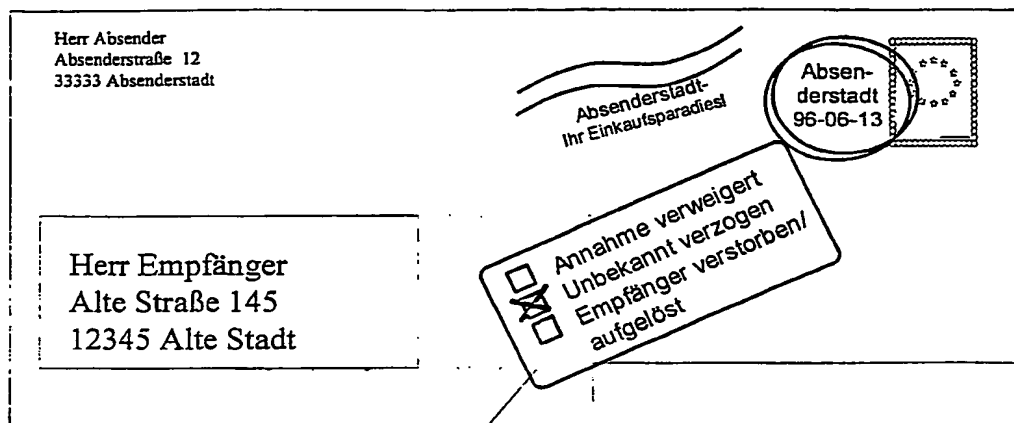 Herr Absender
Absenderstraße 12
33333 Absenderstadt
Absenderstadt-
Ihr Einkaufsparadies!
Absen-
derstadt
96-06-13
Annahme verweigert
Unbekannt verzogen
Empfänger verstorben/
aufgelöst
Herr Empfänger
Alte Straße 145
12345 Alte Stadt